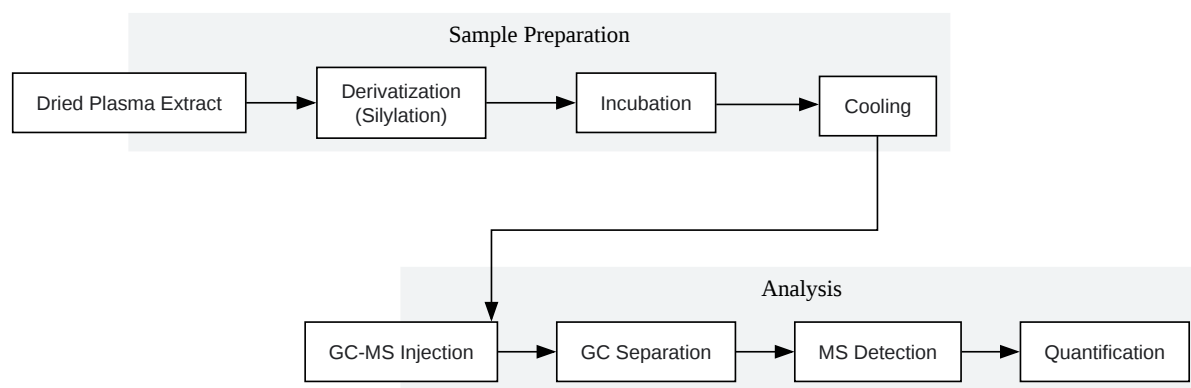 Sample Preparation
Dried Plasma Extract
Derivatization
(Silylation)
Incubation
Cooling
Analysis
GC-MS Injection
GC Separation
MS Detection
Quantification